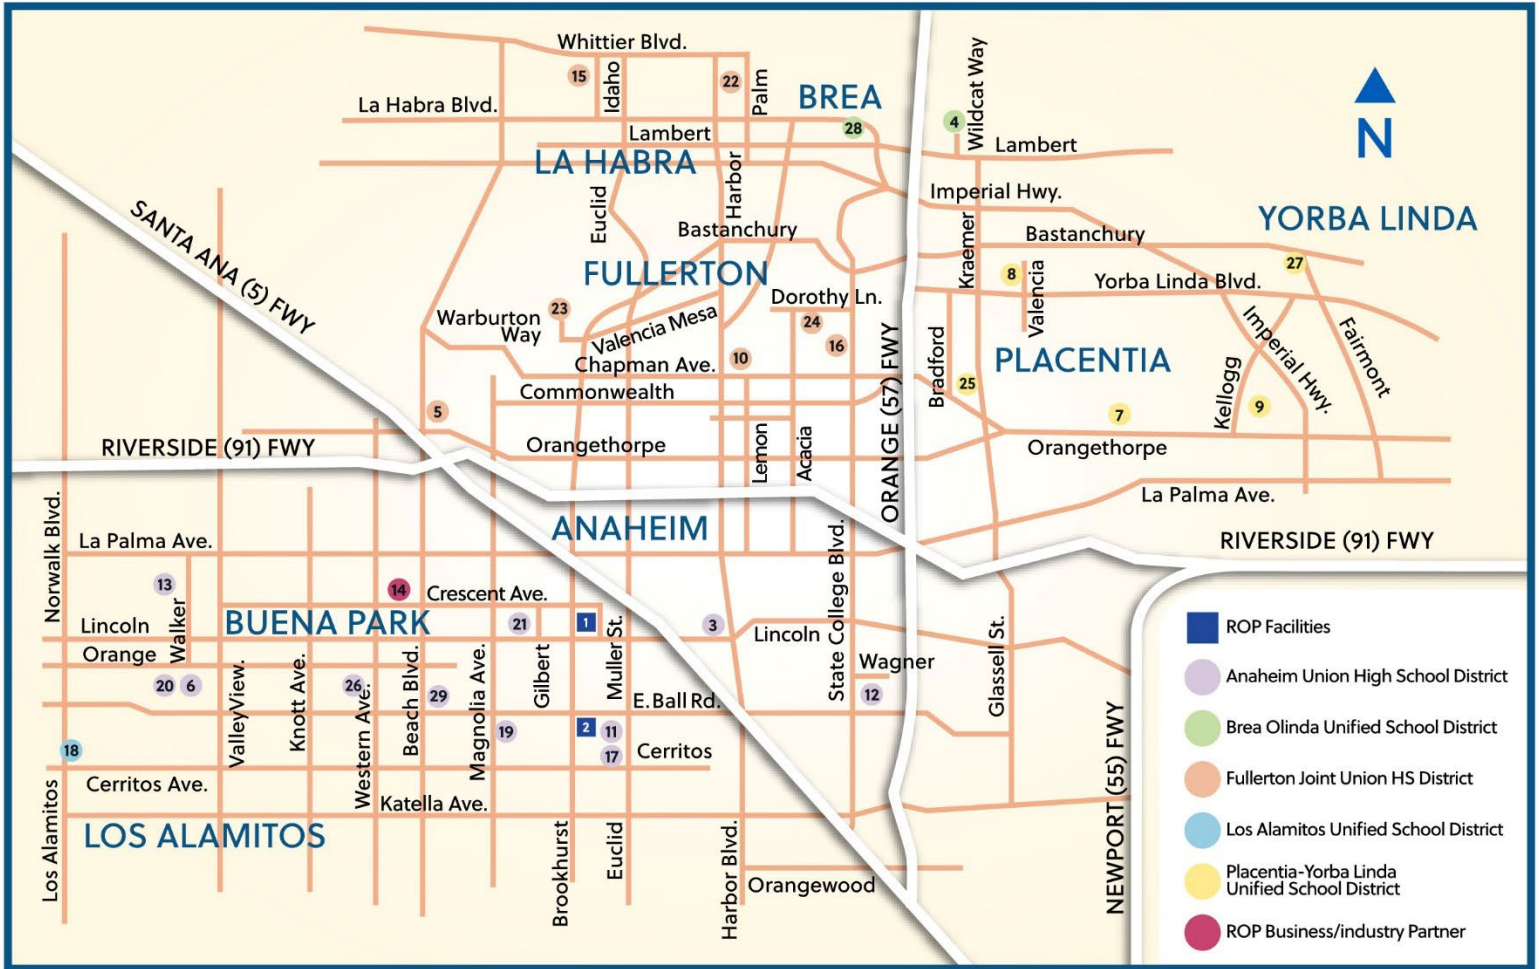 Whittier Blvd.
15
Idaho
22
Palm
BREA
Wildcat Way
4
La Habra Blvd.
28
Lambert
Lambert
N
LA HABRA
Harbor
Imperial Hwy.
SANTA ANA (5) FWY
Euclid
Bastanchury
Kraemer
Bastanchury
YORBA LINDA
FULLERTON
8
Valencia
27
Yorba Linda Blvd.
Dorothy Ln.
23
Warburton
Way
Valencia Mesa
24
16
Imperial Hwy.
Fairmont
10
Chapman Ave.
ORANGE (57) FWY
Bradford
PLACENTIA
25
Commonwealth
Kellogg
9
7
5
RIVERSIDE (91) FWY
Orangethorpe
Lemon
Acacia
Orangethorpe
La Palma Ave.
Norwalk Blvd.
ANAHEIM
La Palma Ave.
State College Blvd.
RIVERSIDE (91) FWY
13
Walker
14
Crescent Ave.
Lincoln
BUENA PARK
21
1
Muller St.
3
Lincoln
Orange
Wagner
20
6
ValleyView.
Knott Ave.
26
Western Ave.
Beach Blvd.
29
Magnolia Ave.
Gilbert
E. Ball Rd.
12
Glassell St.
18
19
2
11
17
Cerritos
Cerritos Ave.
Katella Ave.
Los Alamitos
LOS ALAMITOS
Brookhurst
Euclid
Harbor Blvd.
Orangewood
NEWPORT (55) FWY
ROP Facilities
Anaheim Union High School District
Brea Olinda Unified School District
Fullerton Joint Union HS District
Los Alamitos Unified School District
Placentia-Yorba Linda
Unified School District
ROP Business/industry Partner